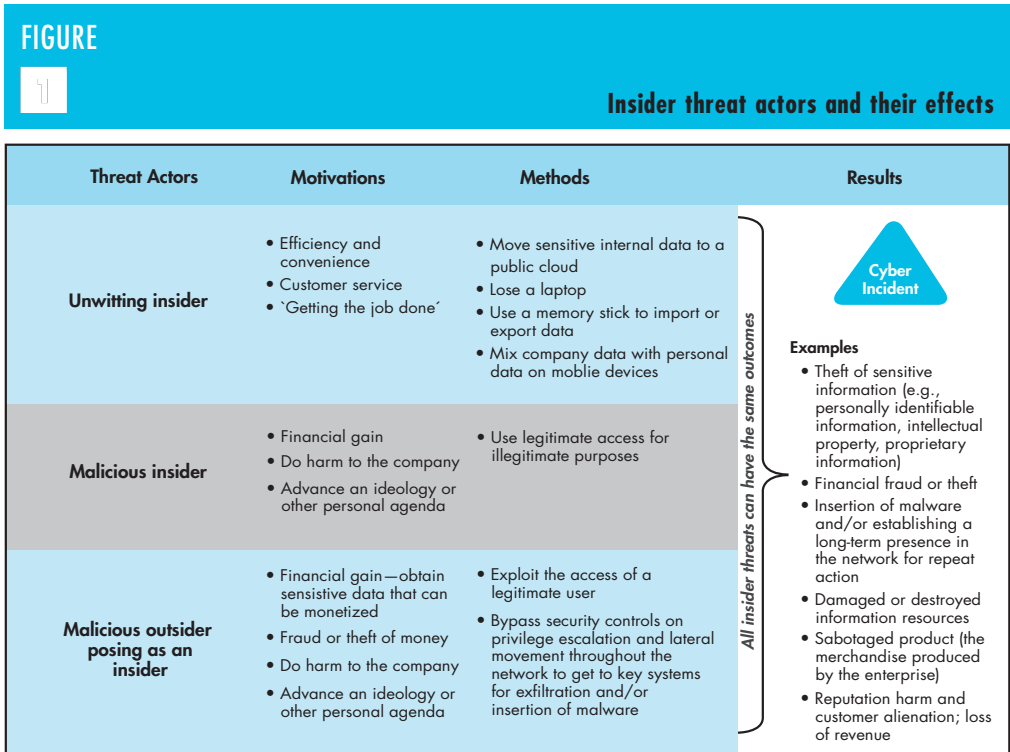 FIGURE
1
Insider threat actors and their effects
Threat Actors
Motivations
Methods
Results
Unwitting insider
• Efficiency and
convenience
• Customer service
• `Getting the job done´
• Move sensitive internal data to a
public cloud
• Lose a laptop
• Use a memory stick to import or
export data
• Mix company data with personal
data on moblie devices
Malicious insider
• Financial gain
• Do harm to the company
• Advance an ideology or
other personal agenda
• Use legitimate access for
illegitimate purposes
Malicious outsider
posing as an
insider
• Financial gain—obtain
sensistive data that can
be monetized
• Fraud or theft of money
• Do harm to the company
• Advance an ideology or
other personal agenda
• Exploit the access of a
legitimate user
• Bypass security controls on
privilege escalation and lateral
movement throughout the
network to get to key systems
for exfiltration and/or
insertion of malware
All insider threats can have the same outcomes
Cyber
Incident
Examples
• Theft of sensitive
information (e.g.,
personally identifiable
information, intellectual
property, proprietary
information)
• Financial fraud or theft
• Insertion of malware
and/or establishing a
long-term presence in
the network for repeat
action
• Damaged or destroyed
information resources
• Sabotaged product (the
merchandise produced
by the enterprise)
• Reputation harm and
customer alienation; loss
of revenue